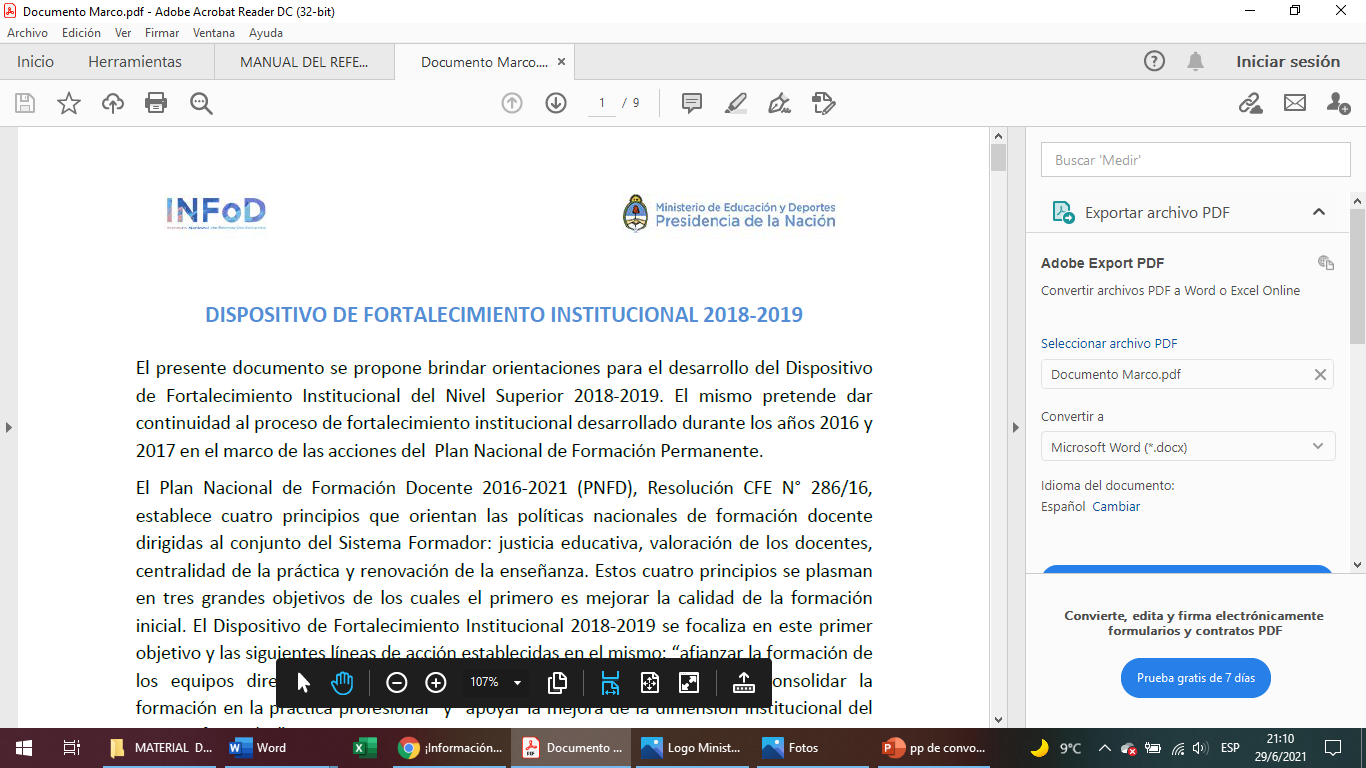 Documento Marco.pdf - Adobe Acrobat Reader DC (32-bit)
Archivo Edición Ver Firmar Ventana Ayuda
Inicio Herramientas MANUAL DEL REFE... Documento Marco.... × Iniciar sesión
1 / 9
INFoD
Ministerio de Educación y Deportes
Presidencia de la Nación
DISPOSITIVO DE FORTALECIMIENTO INSTITUCIONAL 2018-2019
El presente documento se propone brindar orientaciones para el desarrollo del Dispositivo
de Fortalecimiento Institucional del Nivel Superior 2018-2019. El mismo pretende dar
continuidad al proceso de fortalecimiento institucional desarrollado durante los años 2016 y
2017 en el marco de las acciones del Plan Nacional de Formación Permanente.
El Plan Nacional de Formación Docente 2016-2021 (PNFD), Resolución CFE N° 286/16,
establece cuatro principios que orientan las políticas nacionales de formación docente
dirigidas al conjunto del Sistema Formador: justicia educativa, valoración de los docentes,
centralidad de la práctica y renovación de la enseñanza. Estos cuatro principios se plasman
en tres grandes objetivos de los cuales el primero es mejorar la calidad de la formación
inicial. El Dispositivo de Fortalecimiento Institucional 2018-2019 se focaliza en este primer
objetivo y las siguientes líneas de acción establecidas en el mismo: “afianzar la formación de
los equipos dire onsolidar la
formación en la práctica profesional” y “apoyar la mejora de la dimensión institucional del
107%
Buscar 'Medir'
Exportar archivo PDF
Adobe Export PDF
Convertir archivos PDF a Word o Excel Online
Seleccionar archivo PDF
Documento Marco.pdf
Convertir a
Microsoft Word (*.docx)
Idioma del documento:
Español Cambiar
Convierte, edita y firma electrónicamente
formularios y contratos PDF
Prueba gratis de 7 días
MATERIAL D... Word ¡Información... Documento ... Logo Minist... Fotos pp de convo... 9°C ESP 21:10
29/6/2021